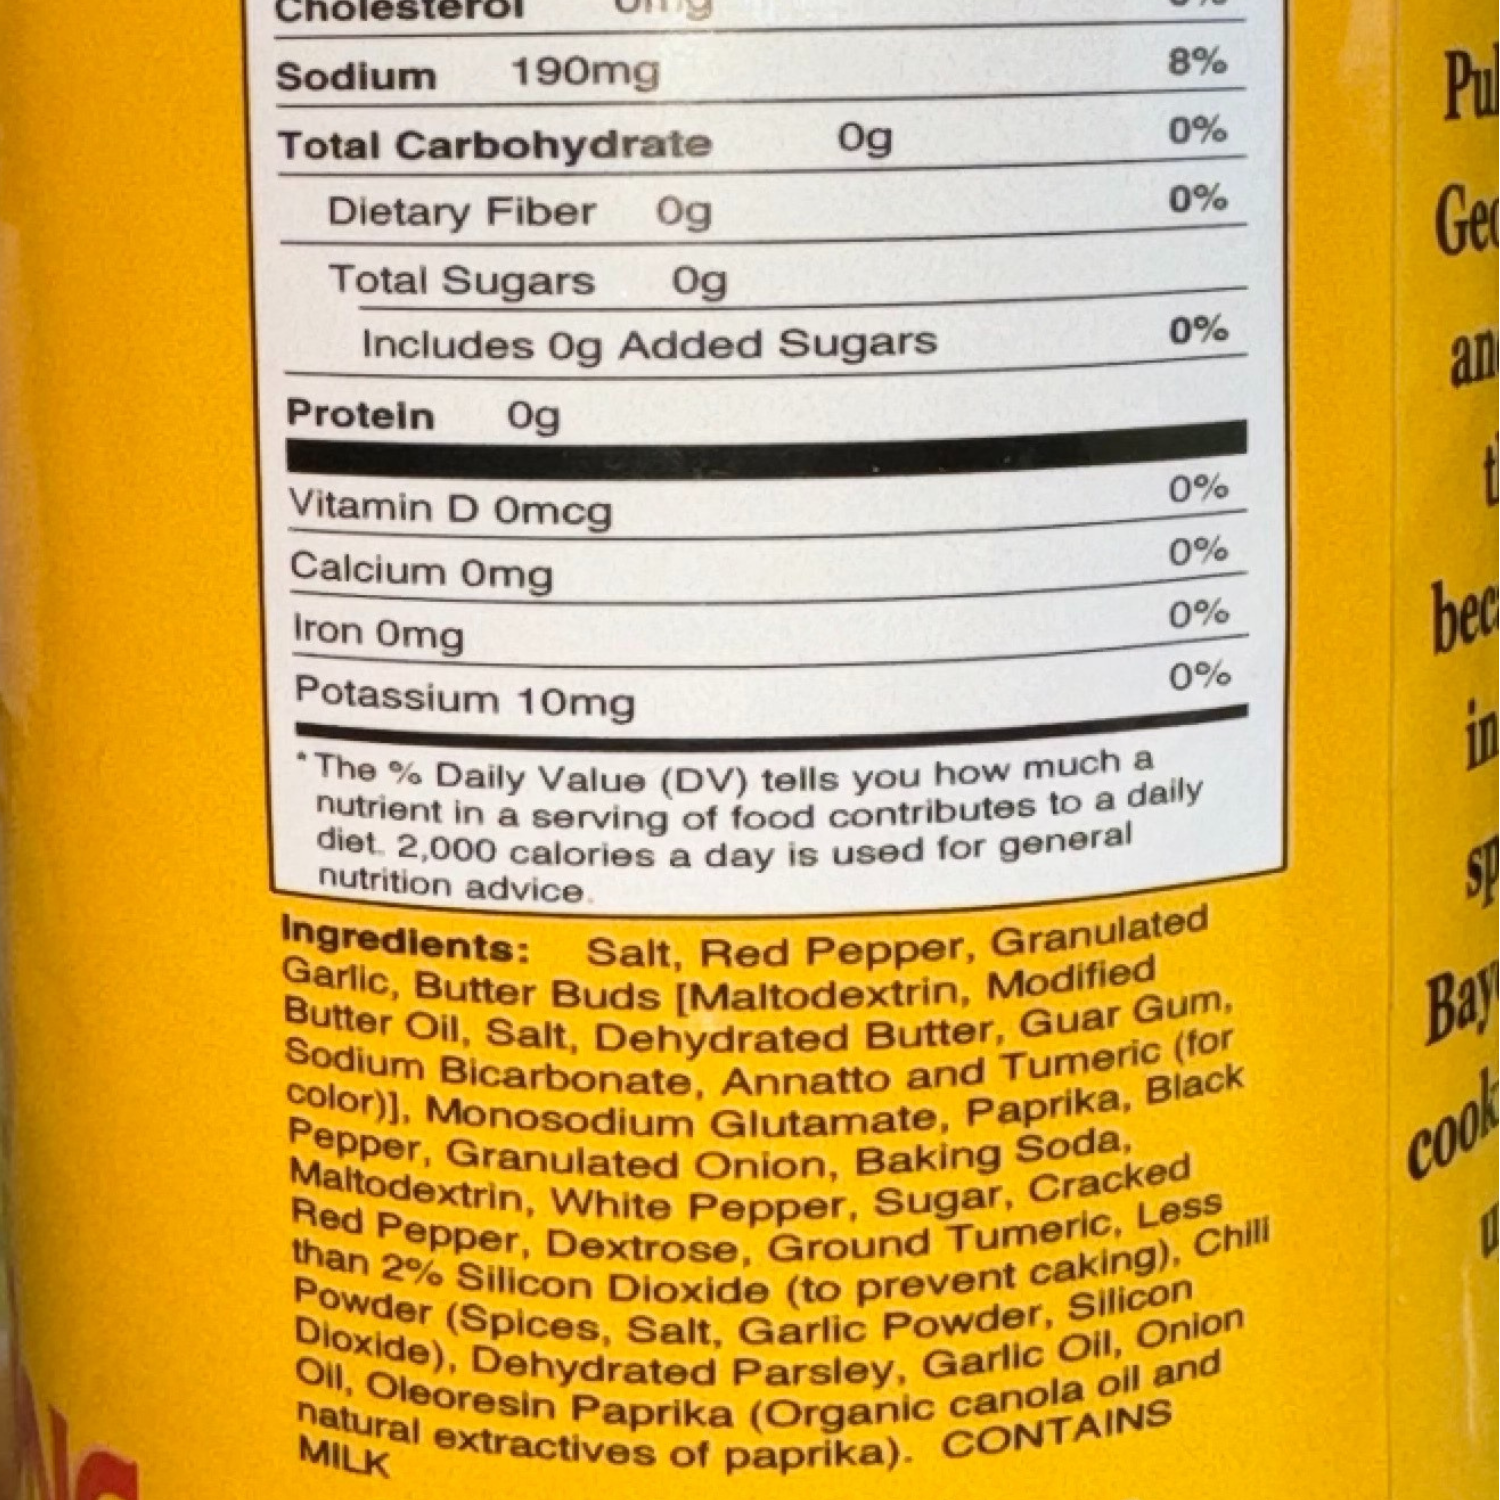 Cholesterol 0mg 0%
Sodium 190mg 8%
Total Carbohydrate 0g 0%
Dietary Fiber 0g 0%
Total Sugars 0g
Includes 0g Added Sugars 0%
Protein 0g
Vitamin D 0mcg 0%
Calcium 0mg 0%
Iron 0mg 0%
Potassium 10mg 0%
*The % Daily Value (DV) tells you how much a
nutrient in a serving of food contributes to a daily
diet. 2,000 calories a day is used for general
nutrition advice.
Ingredients: Salt, Red Pepper, Granulated
Garlic, Butter Buds [Maltodextrin, Modified
Butter Oil, Salt, Dehydrated Butter, Guar Gum,
Sodium Bicarbonate, Annatto and Tumeric (for
color)], Monosodium Glutamate, Paprika, Black
Pepper, Granulated Onion, Baking Soda,
Maltodextrin, White Pepper, Sugar, Cracked
Red Pepper, Dextrose, Ground Tumeric, Less
than 2% Silicon Dioxide (to prevent caking), Chili
Powder (Spices, Salt, Garlic Powder, Silicon
Dioxide), Dehydrated Parsley, Garlic Oil, Onion
Oil, Oleoresin Paprika (Organic canola oil and
natural extractives of paprika). CONTAINS
MILK